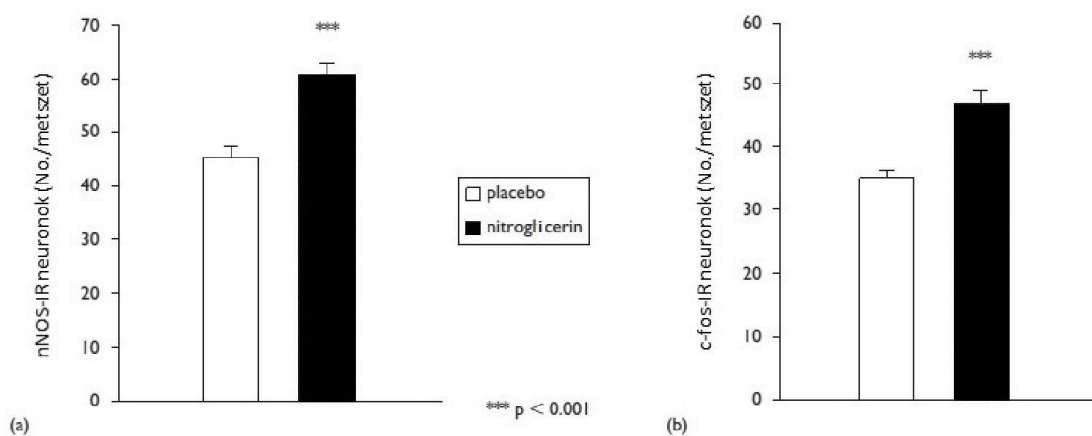 nNOS-IR neuronok (No./metszet)
70
60
50
40
30
20
10
0
***
(a)
placebo
nitroglicerin
*** p < 0.001
c-fos-IR neuronok (No./metszet)
60
50
40
30
20
10
0
***
(b)